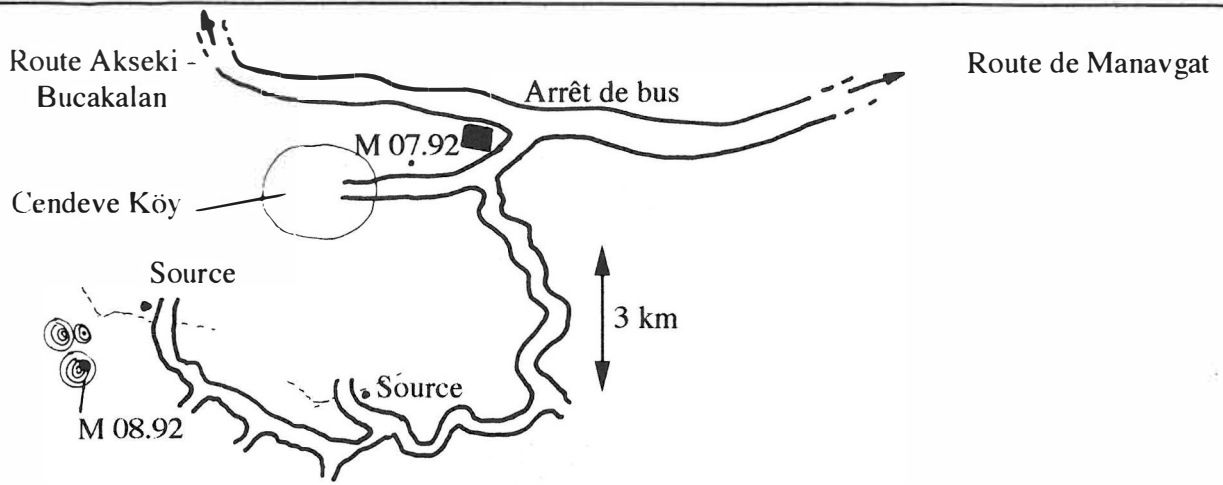 Route Akseki -
Bucakalan
Route de Manavgat
Arrêt de bus
M 07.92
Cendeve Köy
Source
3 km
Source
M 08.92